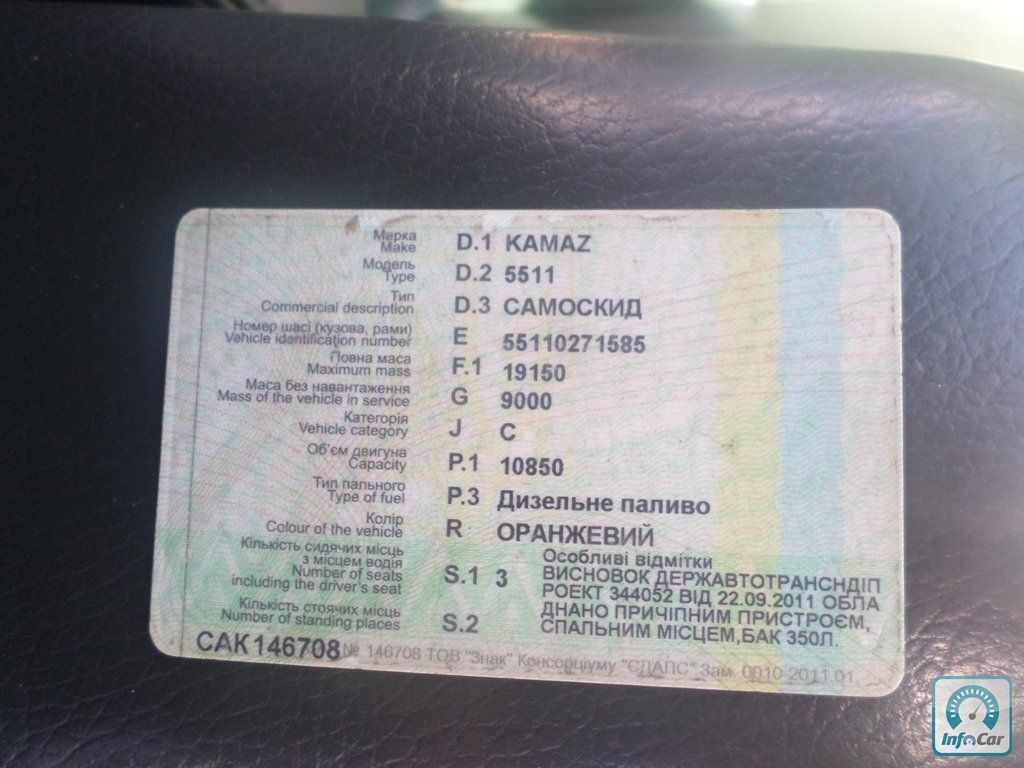 Марка
Make
D.1 KAMAZ
Модель
Type
D.2 5511
Тип
Commercial description
D.3 САМОСКИД
Номер шасі (кузова, рами)
Vehicle identification number
E 55110271585
Повна маса
Maximum mass
F.1 19150
Маса без навантаження
Mass of the vehicle in service
G 9000
Категорія
Vehicle category
J C
Об'єм двигуна
Capacity
P.1 10850
Тип пального
Type of fuel
P.3 Дизельне паливо
Колір
Colour of the vehicle
R ОРАНЖЕВИЙ
Кількість сидячих місць
з місцем водія
Number of seats
including the driver's seat
S.1 3
Кількість стоячих місць
Number of standing places
S.2
Особливі відмітки
ВИСНОВОК ДЕРЖАВТОТРАНСНДІП
РОЕКТ 344052 ВІД 22.09.2011 ОБЛА
ДНАНО ПРИЧІПНИМ ПРИСТРОЄМ,
СПАЛЬНИМ МІСЦЕМ,БАК 350Л.
САК146708 № 146708 ТОВ "Знак" Консорціуму "ЄДАПС" Зам. 0010-2011.01.
InfoCar